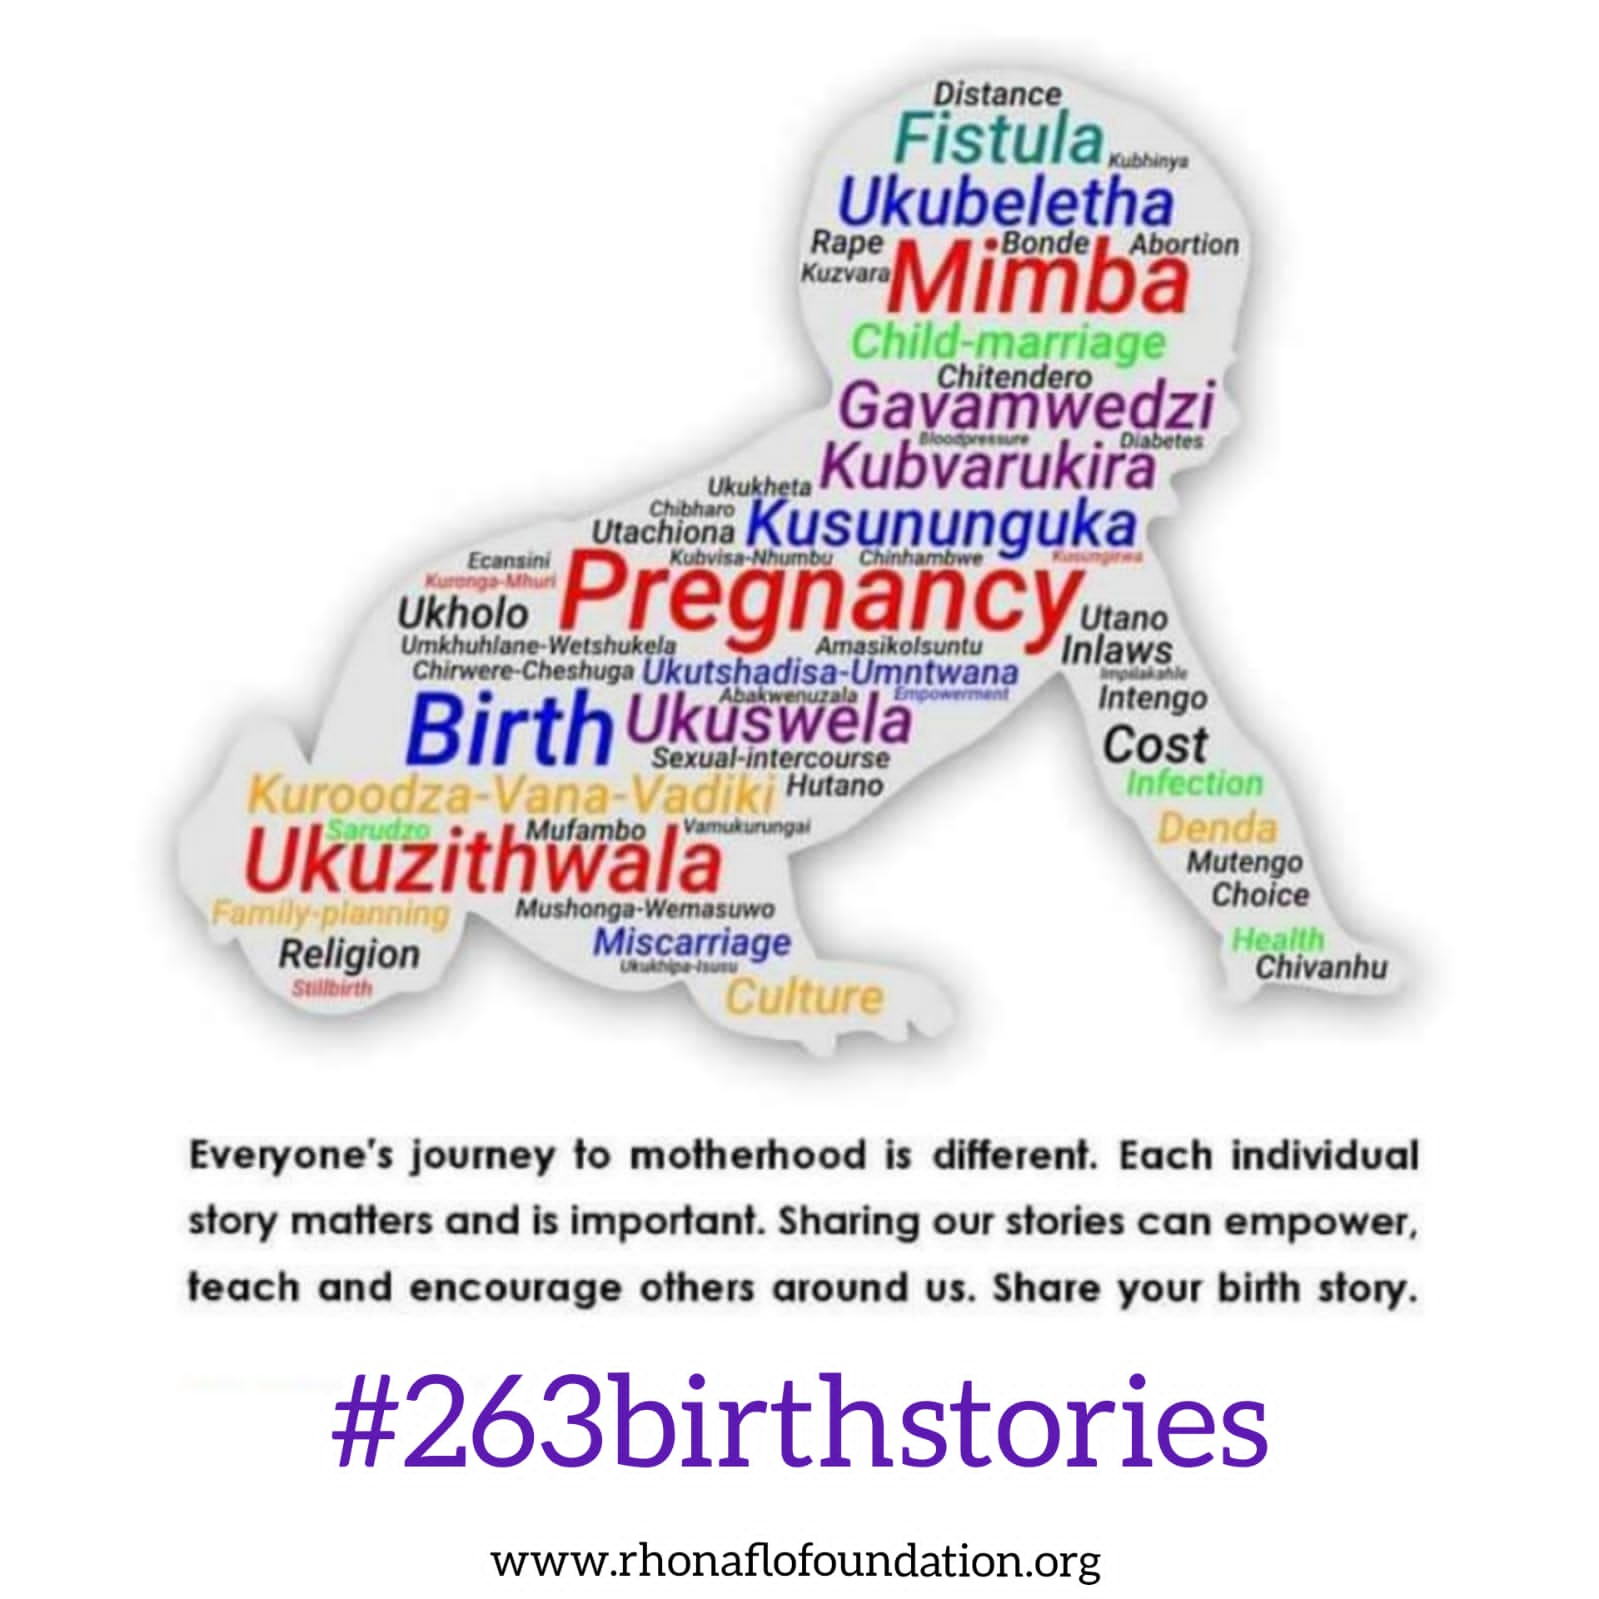 Distance
Fistula Kubhinya
Ukubeletha
Rape Bonde Abortion
Kuzvara Mimba
Child-marriage
Chitendero
Gavamwedzi
Bloodpressure Diabetes
Kubvarukira
Ukukheta
Chibharo
Utachiona Kusununguka
Ecansini Kubvisa-Nhumbu Chinhambwe Kusungirwa
Kuronga-Mhuri Pregnancy
Ukholo Utano
Umkhuhlane-Wetshukela Amasikolsuntu Inlaws
Chirwere-Cheshuga Ukutshadisa-Umntwana Impilakahle
Abakwenuzala Empowerment Intengo
Birth Ukuswela Cost
Sexual-intercourse
Kuroodza-Vana-Vadiki Hutano Infection
Sarudzo Mufambo Vamukurungai Denda
Ukuzithwala Mutengo
Choice
Family-planning Mushonga-Wemasuwo
Religion Miscarriage Health
Ukukhipa-Isusu Chivanhu
Stillbirth Culture
Everyone's journey to motherhood is different. Each individual
story matters and is important. Sharing our stories can empower,
teach and encourage others around us. Share your birth story.
#263birthstories
www.rhonaflofoundation.org